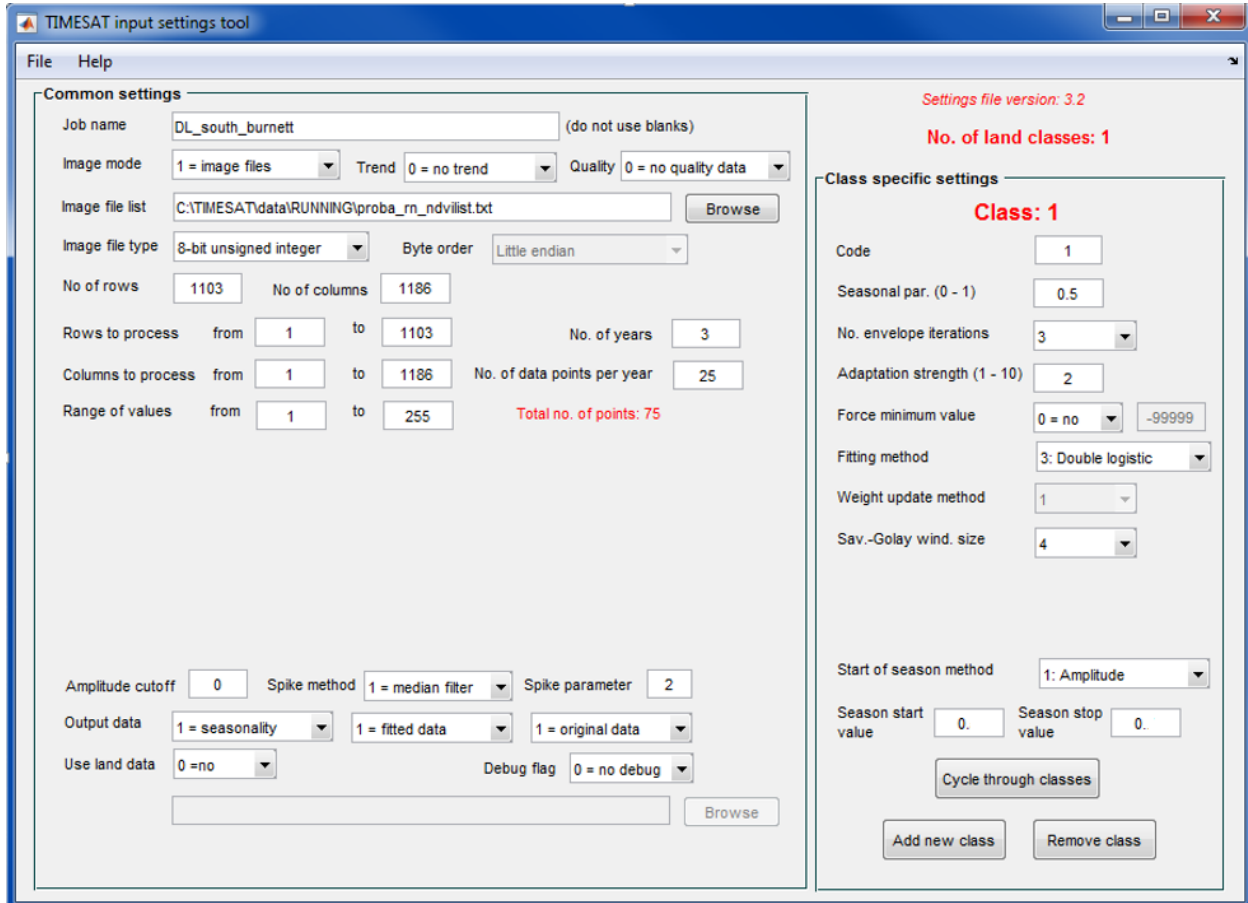 TIMESAT input settings tool
File Help
Common settings
Job name DL_south_burnett (do not use blanks)
Image mode 1 = image files Trend 0 = no trend Quality 0 = no quality data
Image file list C:\TIMESAT\data\RUNNING\proba_rn_ndvilist.txt Browse
Image file type 8-bit unsigned integer Byte order Little endian
No of rows 1103 No of columns 1186
Rows to process from 1 to 1103 No. of years 3
Columns to process from 1 to 1186 No. of data points per year 25
Range of values from 1 to 255 Total no. of points: 75
Amplitude cutoff 0 Spike method 1 = median filter Spike parameter 2
Output data 1 = seasonality 1 = fitted data 1 = original data
Use land data 0 =no Debug flag 0 = no debug
Browse
Settings file version: 3.2
No. of land classes: 1
Class specific settings
Class: 1
Code 1
Seasonal par. (0 - 1) 0.5
No. envelope iterations 3
Adaptation strength (1 - 10) 2
Force minimum value 0 = no -99999
Fitting method 3: Double logistic
Weight update method 1
Sav.-Golay wind. size 4
Start of season method 1: Amplitude
Season start value 0. Season stop value 0.
Cycle through classes
Add new class Remove class